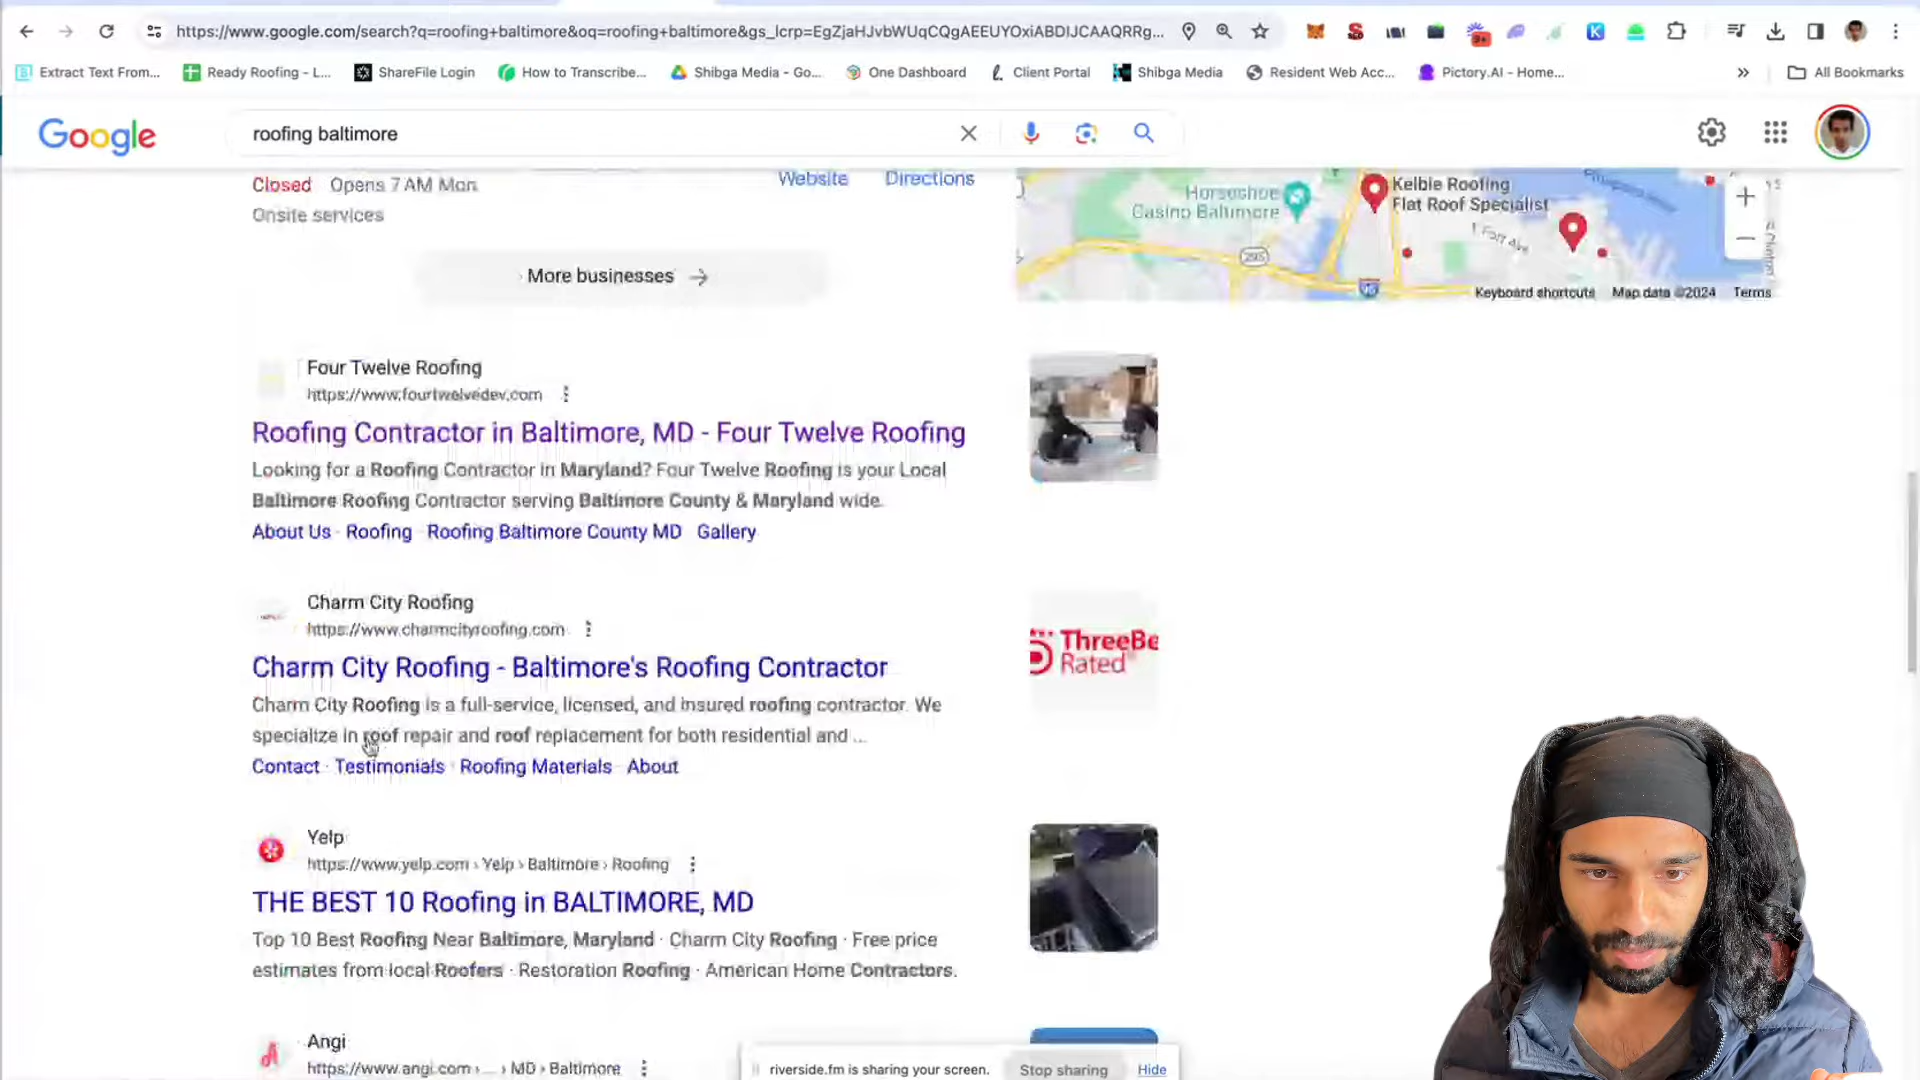 https://www.google.com/search?q=roofing+baltimore&oq=roofing+baltimore&gs_lcrp=EgZjaHJvbWUqCQgAEEUYOxiABDIJCAAQRRg...
9+
Extract Text From...
Ready Roofing - L...
ShareFile Login
How to Transcribe...
Shibga Media - Go...
One Dashboard
Client Portal
Shibga Media
Resident Web Acc...
Pictory.AI - Home...
All Bookmarks
Google
roofing baltimore
Closed Opens 7 AM Mon
Website
Directions
Onsite services
More businesses
Horseshoe
Casino Baltimore
Kelbie Roofing
Flat Roof Specialist
E Fort Ave
295
95
Keyboard shortcuts Map data ©2024 Terms
Four Twelve Roofing
https://www.fourtwelvedev.com
Roofing Contractor in Baltimore, MD - Four Twelve Roofing
Looking for a Roofing Contractor in Maryland? Four Twelve Roofing is your Local
Baltimore Roofing Contractor serving Baltimore County & Maryland wide.
About Us · Roofing · Roofing Baltimore County MD · Gallery
Charm City Roofing
https://www.charmcityroofing.com
Charm City Roofing - Baltimore's Roofing Contractor
Charm City Roofing is a full-service, licensed, and insured roofing contractor. We
specialize in roof repair and roof replacement for both residential and ...
Contact · Testimonials · Roofing Materials · About
ThreeBe
Rated
Yelp
https://www.yelp.com › Yelp › Baltimore › Roofing
THE BEST 10 Roofing in BALTIMORE, MD
Top 10 Best Roofing Near Baltimore, Maryland · Charm City Roofing · Free price
estimates from local Roofers · Restoration Roofing · American Home Contractors.
Angi
https://www.angi.com › ... › MD › Baltimore
riverside.fm is sharing your screen.
Stop sharing
Hide